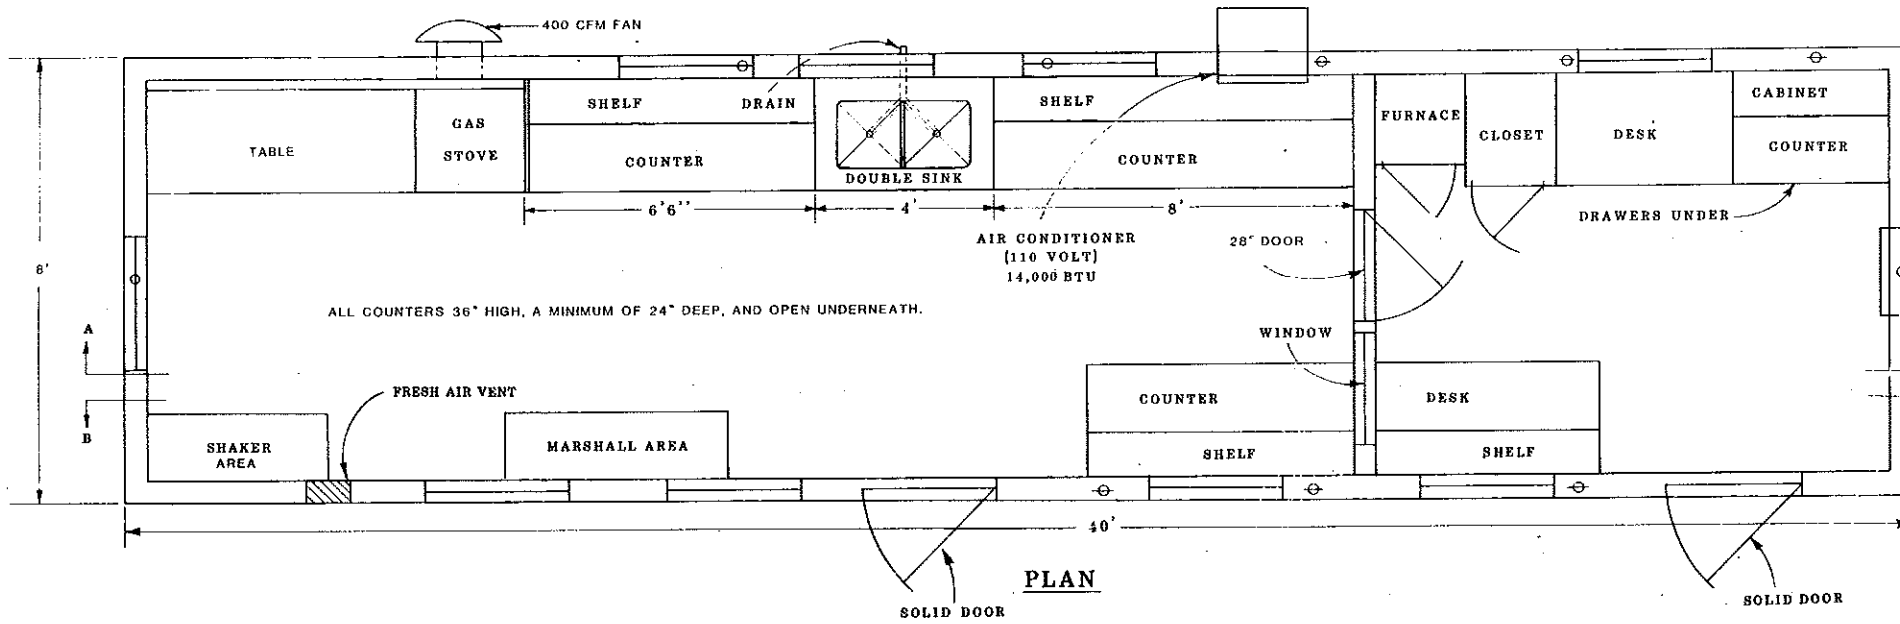 400 CFM FAN
SHELF
DRAIN
SHELF
CABINET
GAS
STOVE
FURNACE
CLOSET
DESK
TABLE
COUNTER
COUNTER
COUNTER
DOUBLE SINK
6'6"
4'
8'
DRAWERS UNDER
AIR CONDITIONER
(110 VOLT)
14,000 BTU
28" DOOR
8'
ALL COUNTERS 36" HIGH, A MINIMUM OF 24" DEEP, AND OPEN UNDERNEATH.
A
WINDOW
FRESH AIR VENT
COUNTER
DESK
B
SHAKER
AREA
MARSHALL AREA
SHELF
SHELF
40'
PLAN
SOLID DOOR
SOLID DOOR